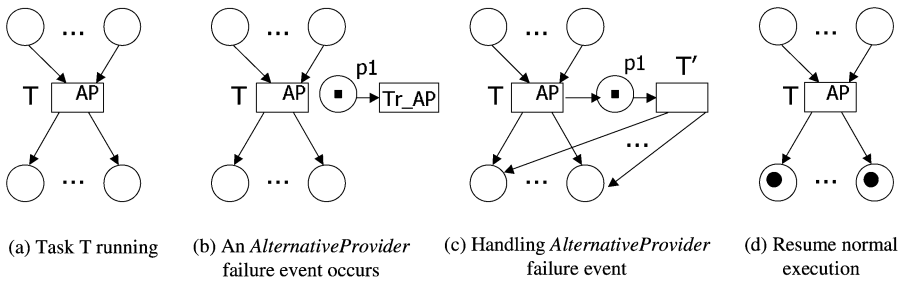 ... ... ... ...
p1 p1 T′
T AP T AP Tr_AP T AP T AP
...
... ... ... ...
(a) Task T running (b) An AlternativeProvider (c) Handling AlternativeProvider (d) Resume normal
failure event occurs failure event execution